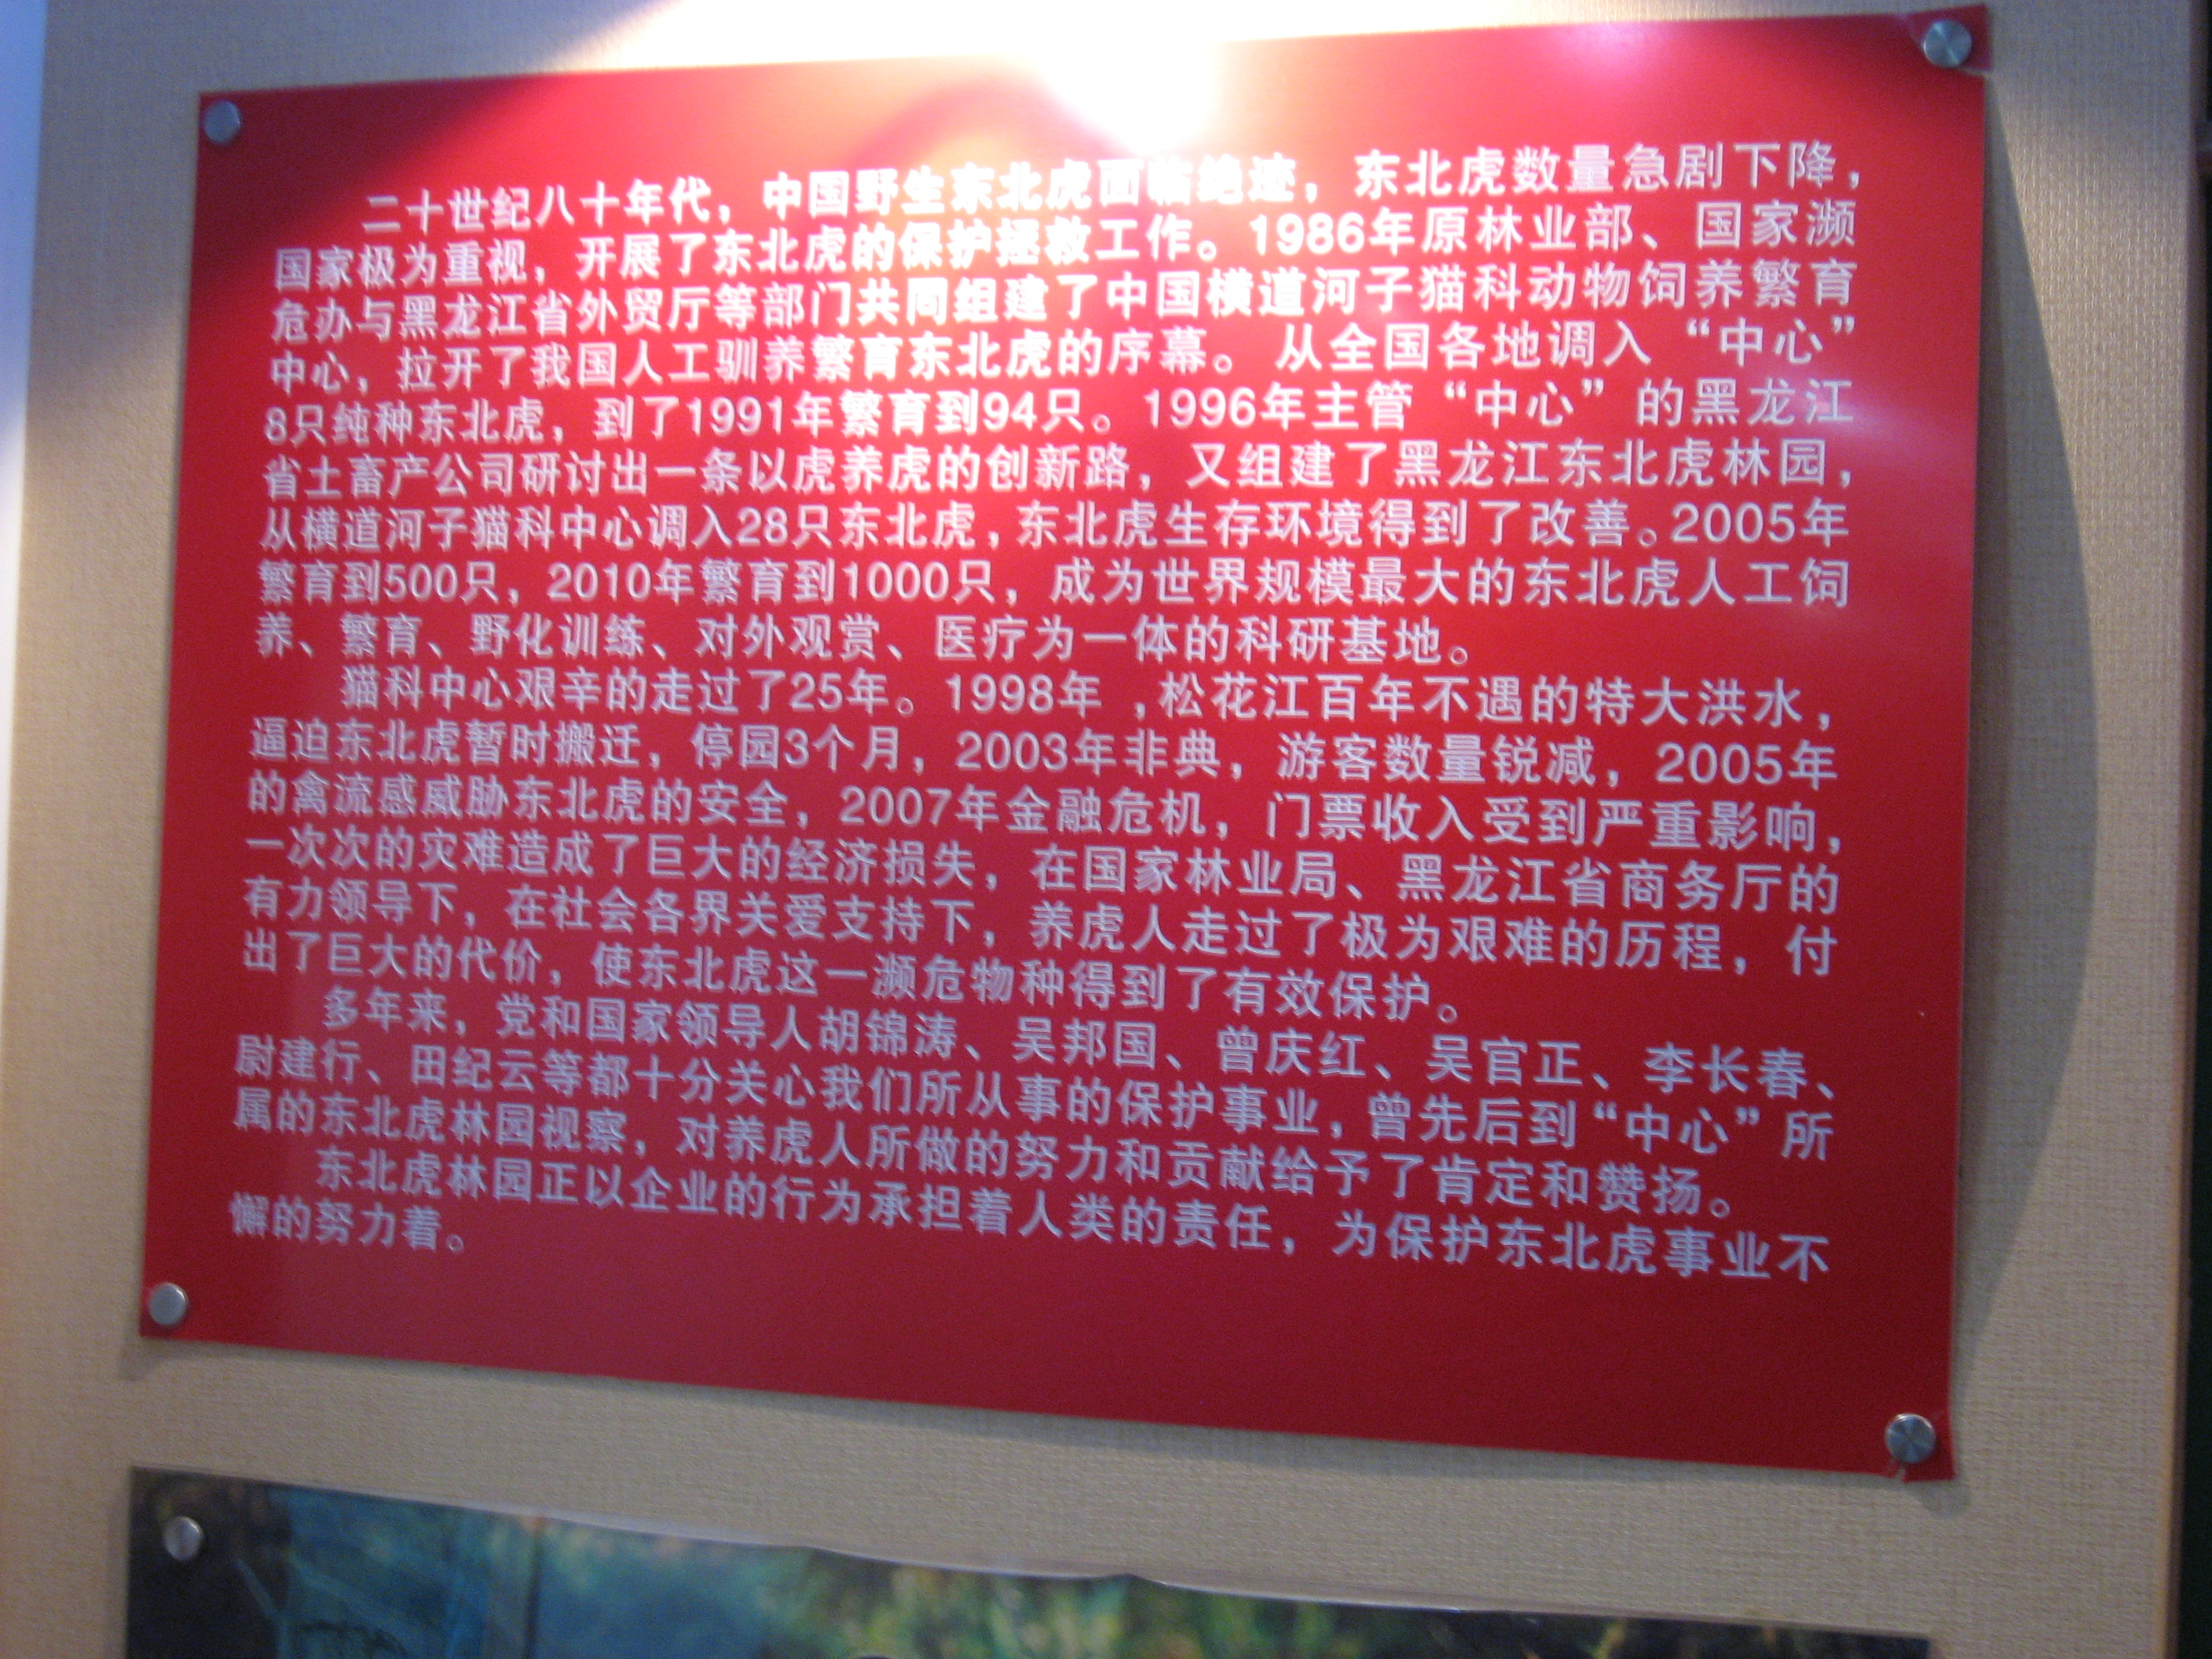 二十世纪八十年代，中国野生东北虎面临绝迹，东北虎数量急剧下降，
国家极为重视，开展了东北虎的保护拯救工作。1986年原林业部、国家濒
危办与黑龙江省外贸厅等部门共同组建了中国横道河子猫科动物饲养繁育
中心，拉开了我国人工驯养繁育东北虎的序幕。从全国各地调入“中心”
8只纯种东北虎，到了1991年繁育到94只。1996年主管“中心”的黑龙江
省土畜产公司研讨出一条以虎养虎的创新路，又组建了黑龙江东北虎林园，
从横道河子猫科中心调入28只东北虎，东北虎生存环境得到了改善。2005年
繁育到500只，2010年繁育到1000只，成为世界规模最大的东北虎人工饲
养、繁育、野化训练、对外观赏、医疗为一体的科研基地。
猫科中心艰辛的走过了25年。1998年，松花江百年不遇的特大洪水，
逼迫东北虎暂时搬迁，停园3个月，2003年非典，游客数量锐减，2005年
的禽流感威胁东北虎的安全，2007年金融危机，门票收入受到严重影响，
一次次的灾难造成了巨大的经济损失，在国家林业局、黑龙江省商务厅的
有力领导下，在社会各界关爱支持下，养虎人走过了极为艰难的历程，付
出了巨大的代价，使东北虎这一濒危物种得到了有效保护。
多年来，党和国家领导人胡锦涛、吴邦国、曾庆红、吴官正、李长春、
尉建行、田纪云等都十分关心我们所从事的保护事业，曾先后到“中心”所
属的东北虎林园视察，对养虎人所做的努力和贡献给予了肯定和赞扬。
东北虎林园正以企业的行为承担着人类的责任，为保护东北虎事业不
懈的努力着。